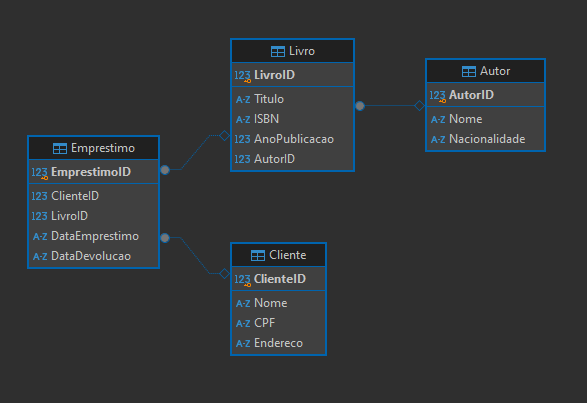 Livro
123 LivroID
A-Z Titulo
A-Z ISBN
123 AnoPublicacao
123 AutorID
Autor
123 AutorID
A-Z Nome
A-Z Nacionalidade
Emprestimo
123 EmprestimoID
123 ClienteID
123 LivroID
A-Z DataEmprestimo
A-Z DataDevolucao
Cliente
123 ClienteID
A-Z Nome
A-Z CPF
A-Z Endereco